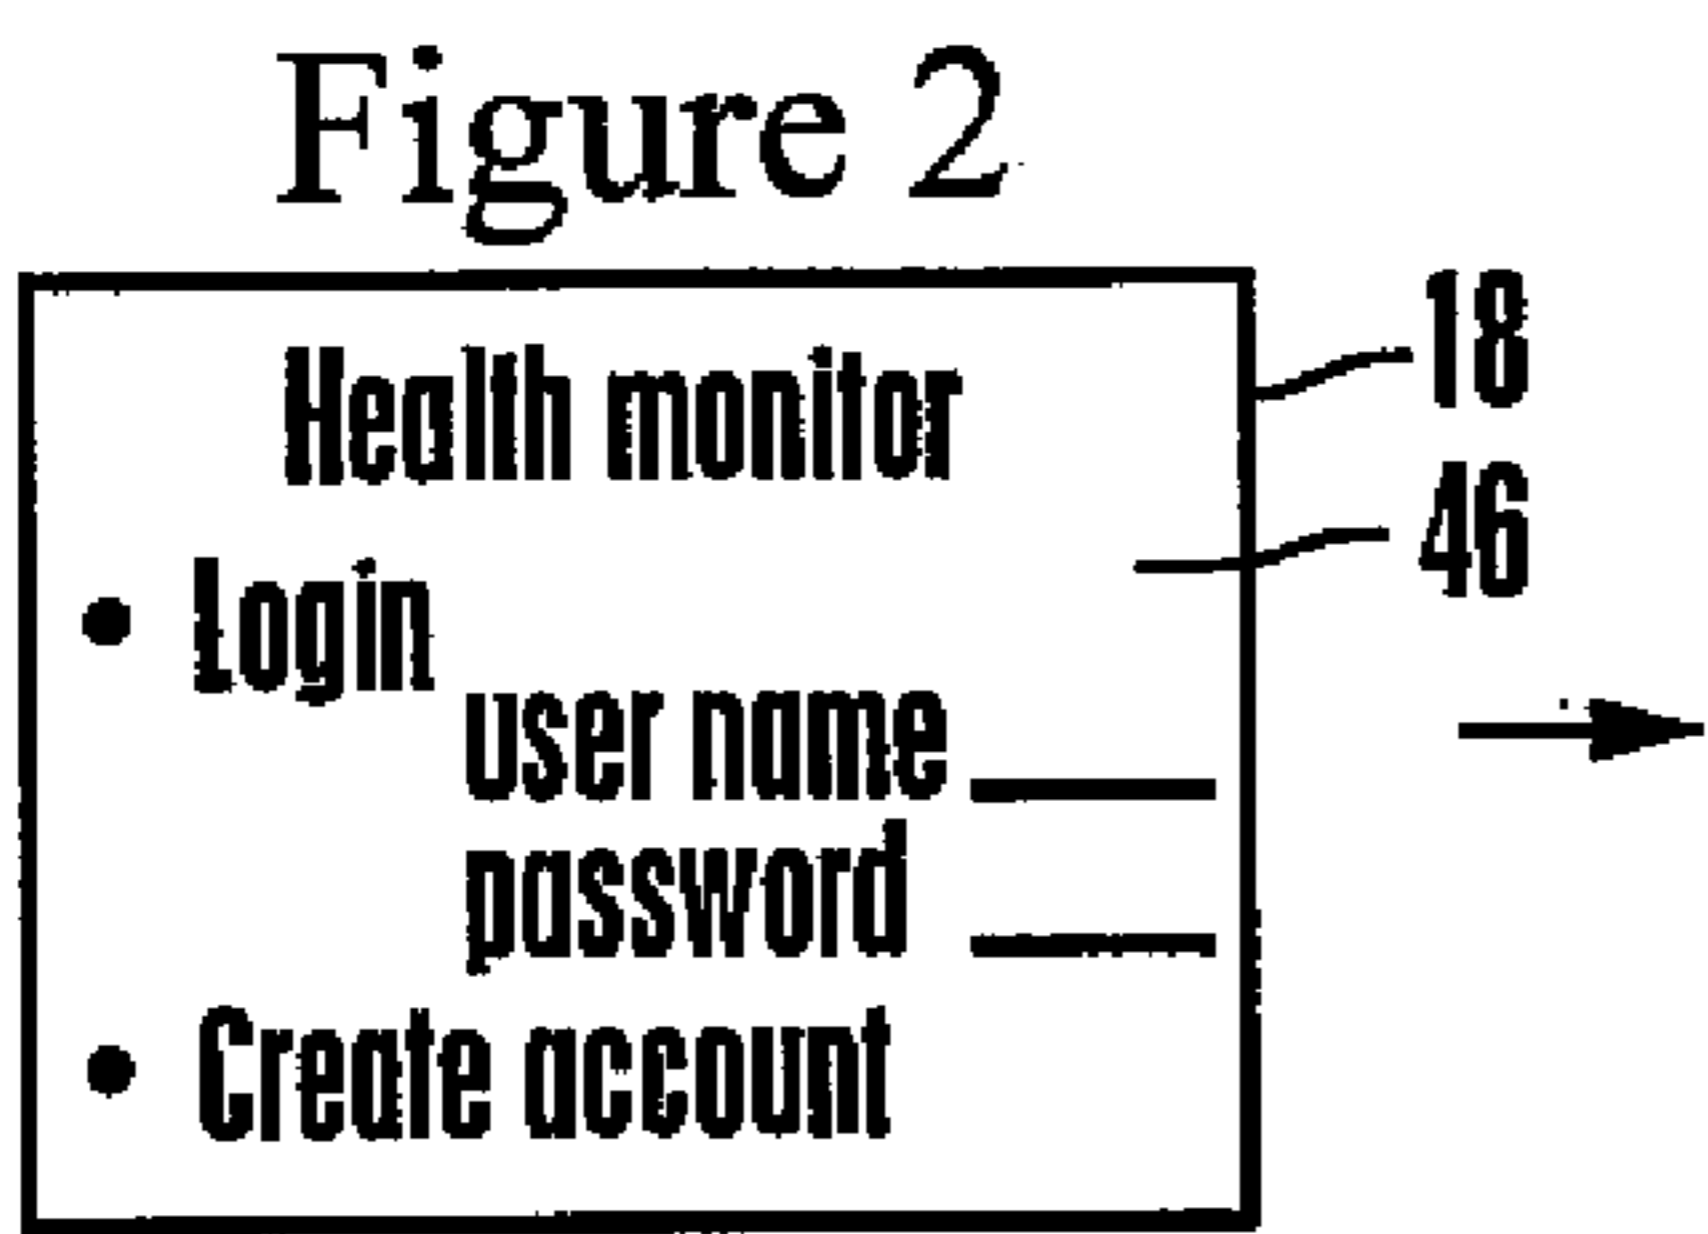 Figure 2
Health monitor
18
46
• Login
user name
password
• Create account